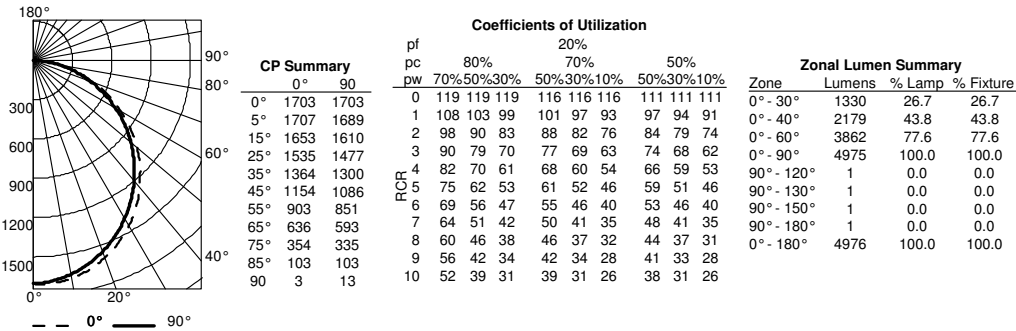 180°
90°
80°
60°
40°
300
600
900
1200
1500
0° 20°
0° 90°
CP Summary
0° 90
0° 1703 1703
5° 1707 1689
15° 1653 1610
25° 1535 1477
35° 1364 1300
45° 1154 1086
55° 903 851
65° 636 593
75° 354 335
85° 103 103
90 3 13
Coefficients of Utilization
pf 20%
pc 80% 70% 50%
pw 70%50%30% 50%30%10% 50%30%10%
RCR
0 119 119 119 116 116 116 111 111 111
1 108 103 99 101 97 93 97 94 91
2 98 90 83 88 82 76 84 79 74
3 90 79 70 77 69 63 74 68 62
4 82 70 61 68 60 54 66 59 53
5 75 62 53 61 52 46 59 51 46
6 69 56 47 55 46 40 53 46 40
7 64 51 42 50 41 35 48 41 35
8 60 46 38 46 37 32 44 37 31
9 56 42 34 42 34 28 41 33 28
10 52 39 31 39 31 26 38 31 26
Zonal Lumen Summary
Zone Lumens % Lamp % Fixture
0° - 30° 1330 26.7 26.7
0° - 40° 2179 43.8 43.8
0° - 60° 3862 77.6 77.6
0° - 90° 4975 100.0 100.0
90° - 120° 1 0.0 0.0
90° - 130° 1 0.0 0.0
90° - 150° 1 0.0 0.0
90° - 180° 1 0.0 0.0
0° - 180° 4976 100.0 100.0